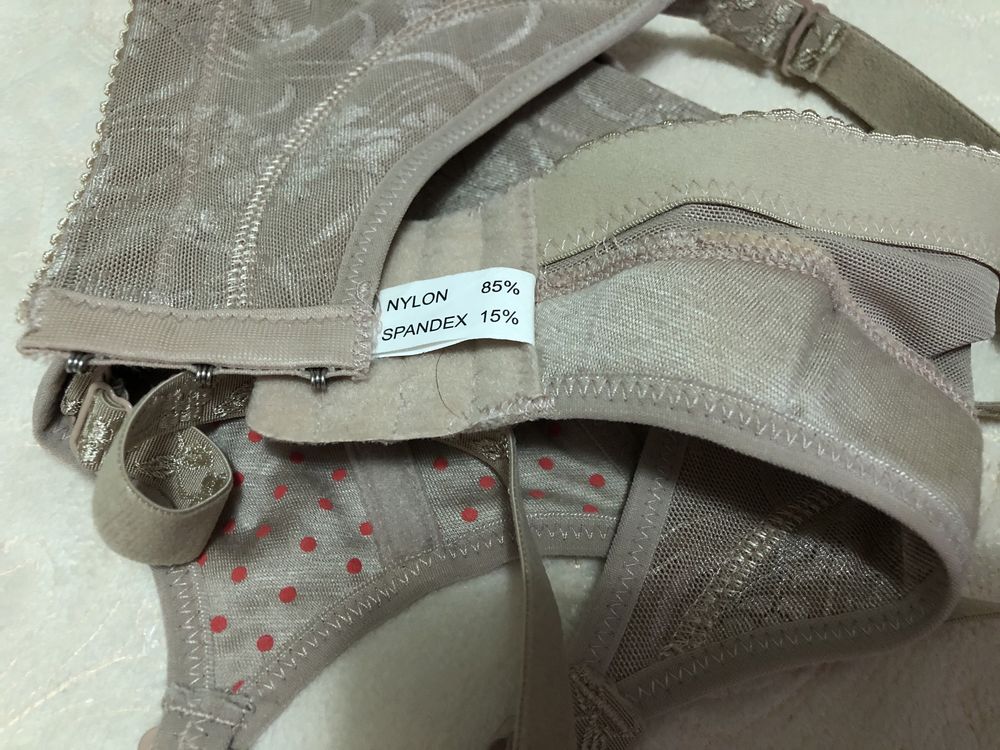 NYLON 85%
SPANDEX 15%